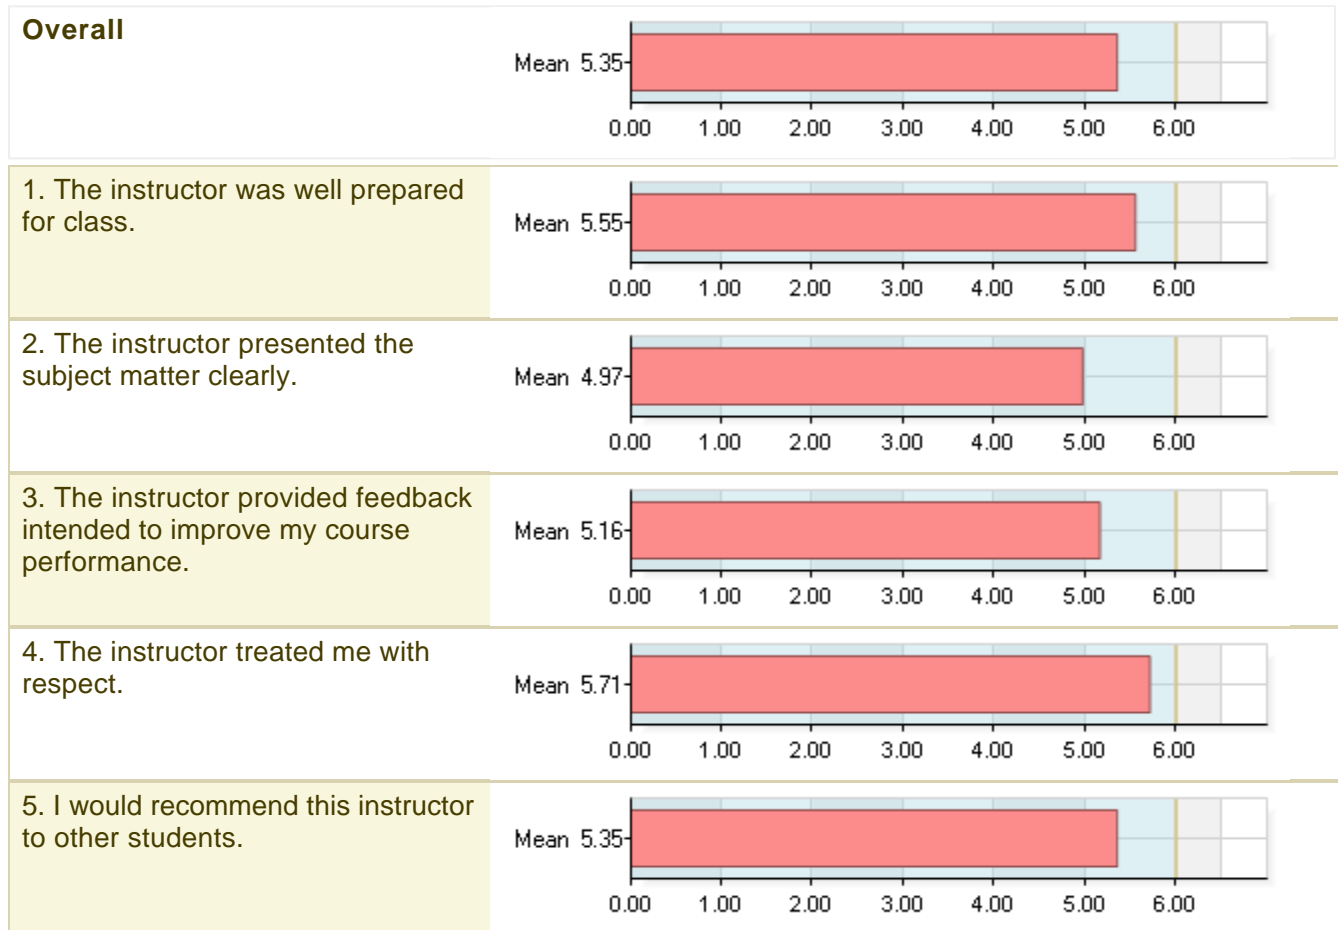 Overall
Mean 5.35
0.00 1.00 2.00 3.00 4.00 5.00 6.00
1. The instructor was well prepared
for class.
Mean 5.55
0.00 1.00 2.00 3.00 4.00 5.00 6.00
2. The instructor presented the
subject matter clearly.
Mean 4.97
0.00 1.00 2.00 3.00 4.00 5.00 6.00
3. The instructor provided feedback
intended to improve my course
performance.
Mean 5.16
0.00 1.00 2.00 3.00 4.00 5.00 6.00
4. The instructor treated me with
respect.
Mean 5.71
0.00 1.00 2.00 3.00 4.00 5.00 6.00
5. I would recommend this instructor
to other students.
Mean 5.35
0.00 1.00 2.00 3.00 4.00 5.00 6.00